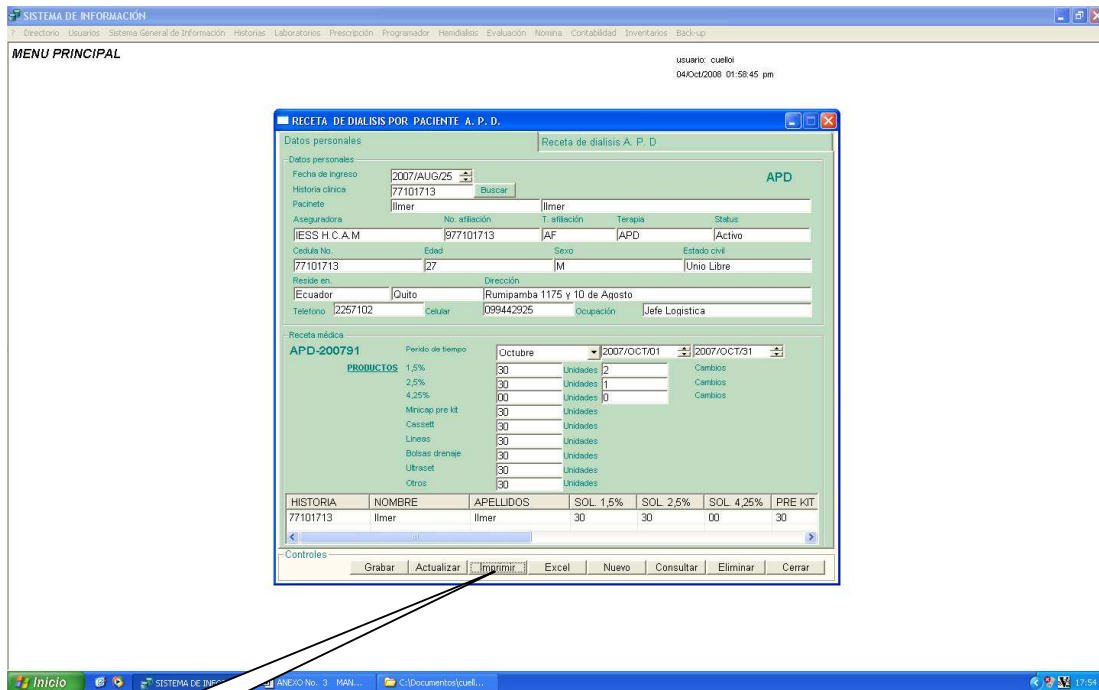 SISTEMA DE INFORMACIÓN
? Directorio Usuarios Sistema General de Información Historias Laboratorios Prescripción Programador Hemdialisis Evaluación Nomina Contabilidad Inventarios Back-up
MENU PRINCIPAL
usuario: cuelloi
04/Oct/2008 01:58:45 pm
RECETA DE DIALISIS POR PACIENTE A. P. D.
Datos personales Receta de dialisis A. P. D
Datos personales
Fecha de ingreso 2007/AUG/25 APD
Historia clinica 77101713 Buscar
Pacinete Ilmer Ilmer
Aseguradora No. afiliación T. afiliación Terapia Status
IESS H.C.A.M 977101713 AF APD Activo
Cedula No. Edad Sexo Estado civil
77101713 27 M Unio Libre
Reside en. Dirección
Ecuador Quito Rumipamba 1175 y 10 de Agosto
Telefono 2257102 Celular 099442925 Ocupación Jefe Logistica
Receta médica
APD-200791 Perido de tiempo Octubre 2007/OCT/01 2007/OCT/31
PRODUCTOS 1,5% 30 Unidades 2 Cambios
2,5% 30 Unidades 1 Cambios
4,25% 00 Unidades 0 Cambios
Minicap pre kit 30 Unidades
Cassett 30 Unidades
Lineas 30 Unidades
Bolsas drenaje 30 Unidades
Ultraset 30 Unidades
Otros 30 Unidades
HISTORIA NOMBRE APELLIDOS SOL. 1,5% SOL. 2,5% SOL. 4,25% PRE KIT
77101713 Ilmer Ilmer 30 30 00 30
Controles
Grabar Actualizar Imprimir Excel Nuevo Consultar Eliminar Cerrar
Inicio SISTEMA DE INFO ANEXO No. 3 MAN... C:\Documentos\cuell... 17:54